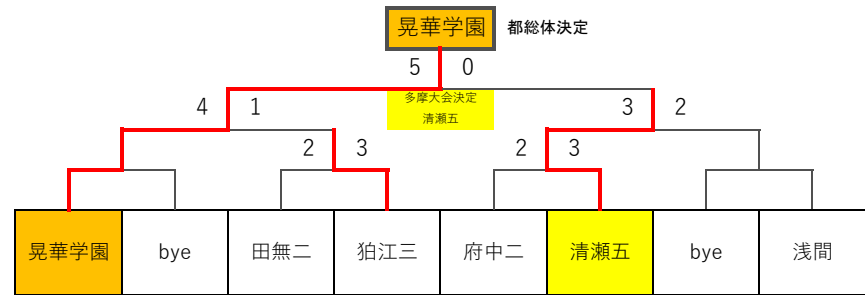 晃華学園 都総体決定
5 0
多摩大会決定
清瀬五
4 1 3 2
2 3 2 3
晃華学園 bye 田無二 狛江三 府中二 清瀬五 bye 浅間